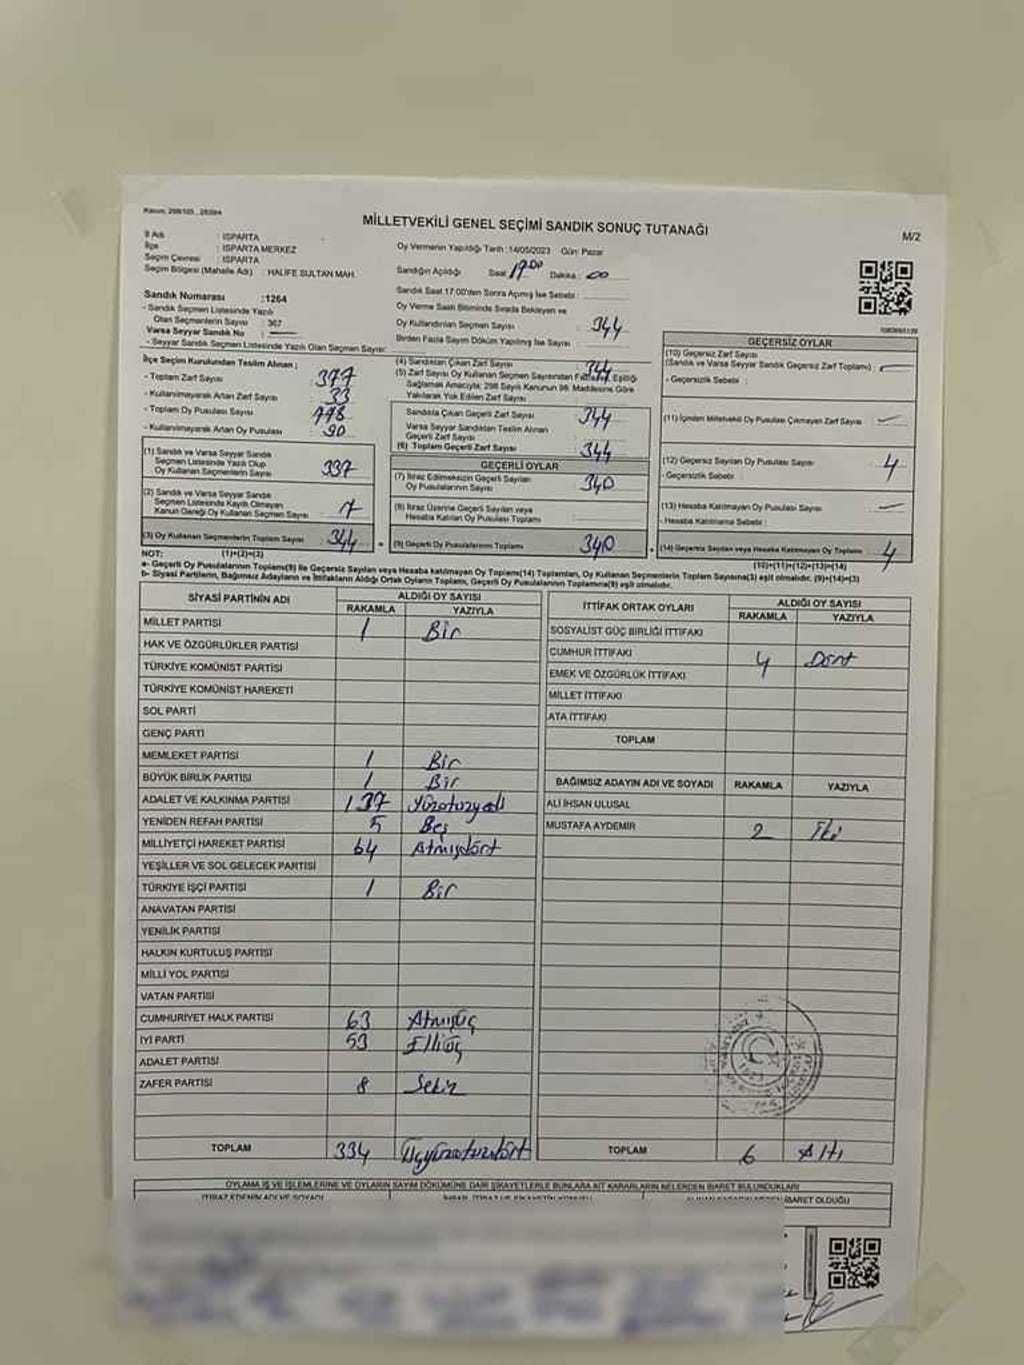 MİLLETVEKİLİ GENEL SEÇİMİ SANDIK SONUÇ TUTANAĞI
M/2
İl Adı : ISPARTA
İlçe : ISPARTA MERKEZ
Seçim Çevresi : ISPARTA
Seçim Bölgesi (Mahalle Adı) : HALİFE SULTAN MAH.
Sandık Numarası :1264
- Sandık Seçmen Listesinde Yazılı
Olan Seçmenlerin Sayısı : 367
Varsa Seyyar Sandık No
- Seyyar Sandık Seçmen Listesinde Yazılı Olan Seçmen Sayısı
Oy Vermenin Yapıldığı Tarih :14/05/2023 Gün: Pazar
Sandığın Açıldığı Saat 17:00 Dakika : 00
Sandık Saat 17:00'den Sonra Açılmış İse Sebebi :
Oy Verme Saati Bitiminde Sırada Bekleyen ve
Oy Kullandırılan Seçmen Sayısı : 344
Birden Fazla Sayım Döküm Yapılmış İse Sayısı :
İlçe Seçim Kurulundan Teslim Alınan ;
- Toplam Zarf Sayısı : 377
- Kullanılmayarak Artan Zarf Sayısı : 33
- Toplam Oy Pusulası Sayısı
- Kullanılmayarak Artan Oy Pusulası : 90
(1) Sandık ve Varsa Seyyar Sandık
Seçmen Listesinde Yazılı Olup
Oy Kullanan Seçmenlerin Sayısı : 337
(2) Sandık ve Varsa Seyyar Sandık
Seçmen Listesinde Kayıtlı Olmayan
Kanun Gereği Oy Kullanan Seçmen Sayısı : 7
(3) Oy Kullanan Seçmenlerin Toplam Sayısı : 344
(1)+(2)=(3)
(4) Sandıktan Çıkan Zarf Sayısı : 344
(5) Zarf Sayısı Oy Kullanan Seçmen Sayısından Fazlaysa, Eşitliği
Sağlamak Amacıyla; 298 Sayılı Kanunun 98. Maddesine Göre
Yakılarak Yok Edilen Zarf Sayısı :
Sandıkta Çıkan Geçerli Zarf Sayısı : 344
Varsa Seyyar Sandıktan Teslim Alınan
Geçerli Zarf Sayısı :
(6) Toplam Geçerli Zarf Sayısı : 344
GEÇERLİ OYLAR
(7) İtiraz Edilmeksizin Geçerli Sayılan
Oy Pusulalarının Sayısı : 340
(8) İtiraz Üzerine Geçerli Sayılan veya
Hesaba Katılan Oy Pusulası Toplamı :
(9) Geçerli Oy Pusulalarının Toplamı : 340
GEÇERSİZ OYLAR
(10) Geçersiz Zarf Sayısı
(Sandık ve Varsa Seyyar Sandık Geçersiz Zarf Toplamı) :
- Geçersizlik Sebebi :
(11) İçinden Milletvekili Oy Pusulası Çıkmayan Zarf Sayısı :
(12) Geçersiz Sayılan Oy Pusulası Sayısı : 4
- Geçersizlik Sebebi :
(13) Hesaba Katılmayan Oy Pusulası Sayısı :
- Hesaba Katılmama Sebebi :
(14) Geçersiz Sayılan veya Hesaba Katılmayan Oy Toplamı : 4
(10)+(11)+(12)+(13)=(14)
NOT:
a- Geçerli Oy Pusulalarının Toplamı(9) ile Geçersiz Sayılan veya Hesaba katılmayan Oy Toplamı(14) Toplamları, Oy Kullanan Seçmenlerin Toplam Sayısına(3) eşit olmalıdır. (9)+(14)=(3)
b- Siyasi Partilerin, Bağımsız Adayların ve İttifakların Aldığı Ortak Oyların Toplamı, Geçerli Oy Pusulalarının Toplamına(9) eşit olmalıdır.
SİYASİ PARTİNİN ADI ALDIĞI OY SAYISI
RAKAMLA YAZIYLA
MİLLET PARTİSİ 1 Bir
HAK VE ÖZGÜRLÜKLER PARTİSİ
TÜRKİYE KOMÜNİST PARTİSİ
TÜRKİYE KOMÜNİST HAREKETİ
SOL PARTİ
GENÇ PARTİ
MEMLEKET PARTİSİ 1 Bir
BÜYÜK BİRLİK PARTİSİ 1 Bir
ADALET VE KALKINMA PARTİSİ 137 Yüzotuzyedi
YENİDEN REFAH PARTİSİ 5 Beş
MİLLİYETÇİ HAREKET PARTİSİ 64 Atmışdört
YEŞİLLER VE SOL GELECEK PARTİSİ
TÜRKİYE İŞÇİ PARTİSİ 1 Bir
ANAVATAN PARTİSİ
YENİLİK PARTİSİ
HALKIN KURTULUŞ PARTİSİ
MİLLİ YOL PARTİSİ
VATAN PARTİSİ
CUMHURİYET HALK PARTİSİ 63 Atmışüç
İYİ PARTİ 53 Elliüç
ADALET PARTİSİ
ZAFER PARTİSİ 8 Sekiz
TOPLAM 334 Üçyüzotuzdört
İTTİFAK ORTAK OYLARI ALDIĞI OY SAYISI
RAKAMLA YAZIYLA
SOSYALİST GÜÇ BİRLİĞİ İTTİFAKI
CUMHUR İTTİFAKI 4 Dört
EMEK VE ÖZGÜRLÜK İTTİFAKI
MİLLET İTTİFAKI
ATA İTTİFAKI
TOPLAM
BAĞIMSIZ ADAYIN ADI VE SOYADI RAKAMLA YAZIYLA
ALİ İHSAN ULUSAL
MUSTAFA AYDEMİR 2 İki
TOPLAM 6 Altı
OYLAMA İŞ VE İŞLEMLERİNE VE OYLARIN SAYIM DÖKÜMÜNE DAİR ŞİKAYETLERLE BUNLARA AİT KARARLARIN NELERDEN İBARET BULUNDUKLARI
İTİRAZ EDENİN ADI VE SOYADI
İBARET OLDUĞU